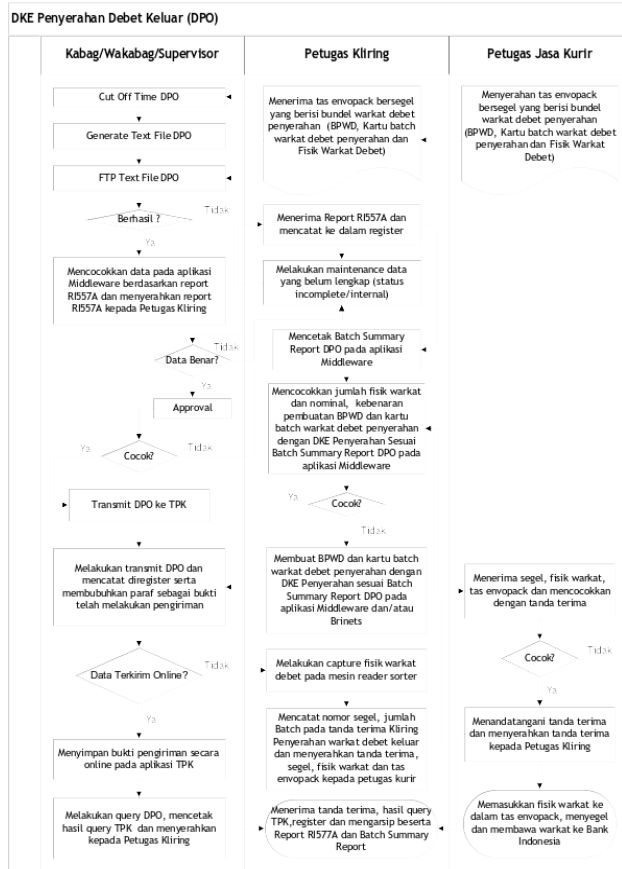 DKE Penyerahan Debet Keluar (DPO)
Kabag/Wakabag/Supervisor
Cut Off Time DPO
Generate Text File DPO
FTP Text File DPO
Berhasil ?
Tidak
Ya
Mencocokkan data pada aplikasi
Middleware berdasarkan report
RI557A dan menyerahkan report
RI557A kepada Petugas Kliring
Tidak
Data Benar?
Ya
Approval
Ya
Tidak
Cocok?
Transmit DPO ke TPK
Melakukan transmit DPO dan
mencatat diregister serta
membubuhkan paraf sebagai bukti
telah melakukan pengiriman
Tidak
Data Terkirim Online?
Ya
Menyimpan bukti pengiriman secara
online pada aplikasi TPK
Melakukan query DPO, mencetak
hasil query TPK dan menyerahkan
kepada Petugas Kliring
Petugas Kliring
Menerima tas envopack bersegel
yang berisi bundel warkat debet
penyerahan (BPWD, Kartu batch
warkat debet penyerahan dan
Fisik Warkat Debet)
Menerima Report RI557A dan
mencatat ke dalam register
Melakukan maintenance data
yang belum lengkap (status
incomplete/internal)
Mencetak Batch Summary
Report DPO pada aplikasi
Middleware
Mencocokkan jumlah fisik warkat
dan nominal, kebenaran
pembuatan BPWD dan kartu
batch warkat debet penyerahan
dengan DKE Penyerahan Sesuai
Batch Summary Report DPO pada
aplikasi Middleware
Ya
Cocok?
Tidak
Membuat BPWD dan kartu batch
warkat debet penyerahan dengan
DKE Penyerahan sesuai Batch
Summary Report DPO pada
aplikasi Middleware dan/atau
Brinets
Melakukan capture fisik warkat
debet pada mesin reader sorter
Mencatat nomor segel, jumlah
Batch pada tanda terima Kliring
Penyerahan warkat debet keluar
dan menyerahkan tanda terima,
segel, fisik warkat dan tas
envopack kepada petugas kurir
Menerima tanda terima, hasil query
TPK,register dan mengarsip beserta
Report RI577A dan Batch Summary
Report
Petugas Jasa Kurir
Menyerahan tas envopack
bersegel yang berisi bundel
warkat debet penyerahan
(BPWD, Kartu batch warkat debet
penyerahan dan Fisik Warkat
Debet)
Menerima segel, fisik warkat,
tas envopack dan mencocokkan
dengan tanda terima
Tidak
Cocok?
Ya
Menandatangani tanda terima
dan menyerahkan tanda terima
kepada Petugas Kliring
Memasukkan fisik warkat ke
dalam tas envopack, menyegel
dan membawa warkat ke Bank
Indonesia